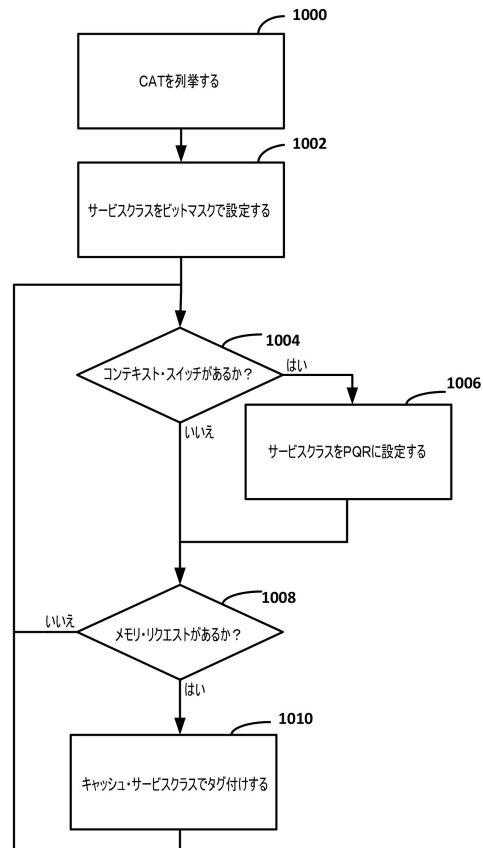 1000
CATを列挙する
1002
サービスクラスをビットマスクで設定する
1004
コンテキスト・スイッチがあるか？
はい
1006
サービスクラスをPQRに設定する
いいえ
1008
メモリ・リクエストがあるか？
いいえ
はい
1010
キャッシュ・サービスクラスでタグ付けする